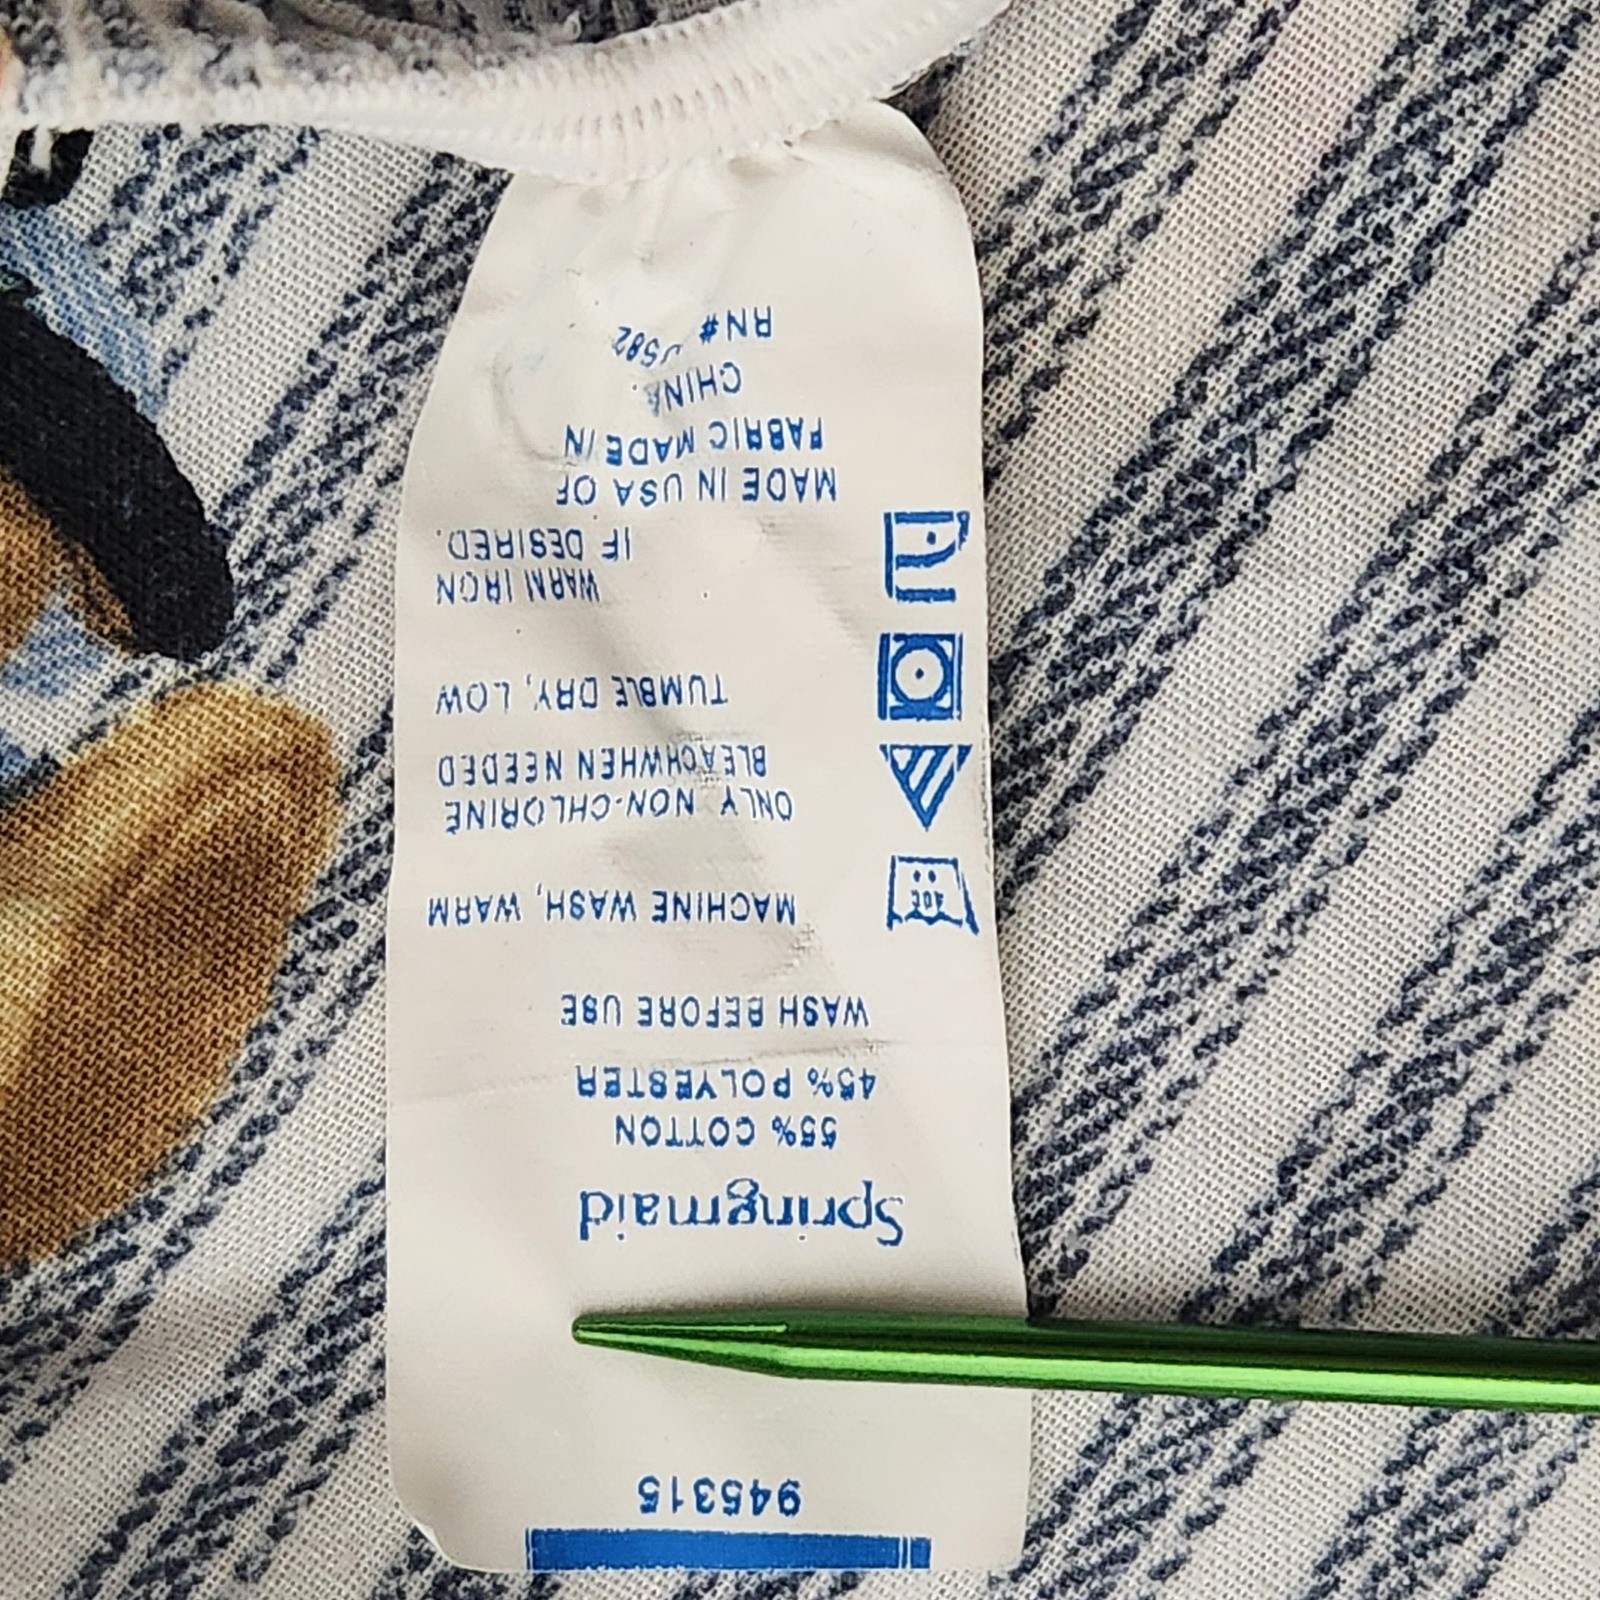 945315
Springmaid
55% COTTON
45% POLYESTER
WASH BEFORE USE
MACHINE WASH, WARM
ONLY NON-CHLORINE
BLEACHWHEN NEEDED
TUMBLE DRY, LOW
WARM IRON
IF DESIRED.
MADE IN USA OF
FABRIC MADE IN
CHINA.
RN#